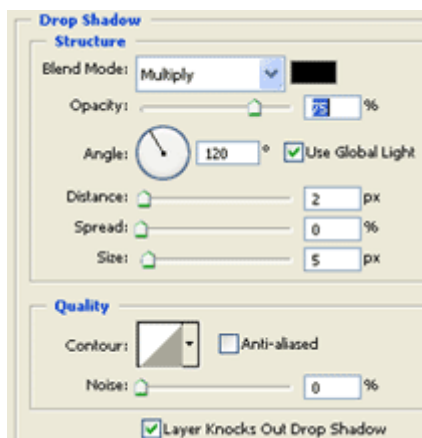 Drop Shadow
Structure
Blend Mode: Multiply
Opacity: 75 %
Angle: 120 ° Use Global Light
Distance: 2 px
Spread: 0 %
Size: 5 px
Quality
Contour: Anti-aliased
Noise: 0 %
Layer Knocks Out Drop Shadow